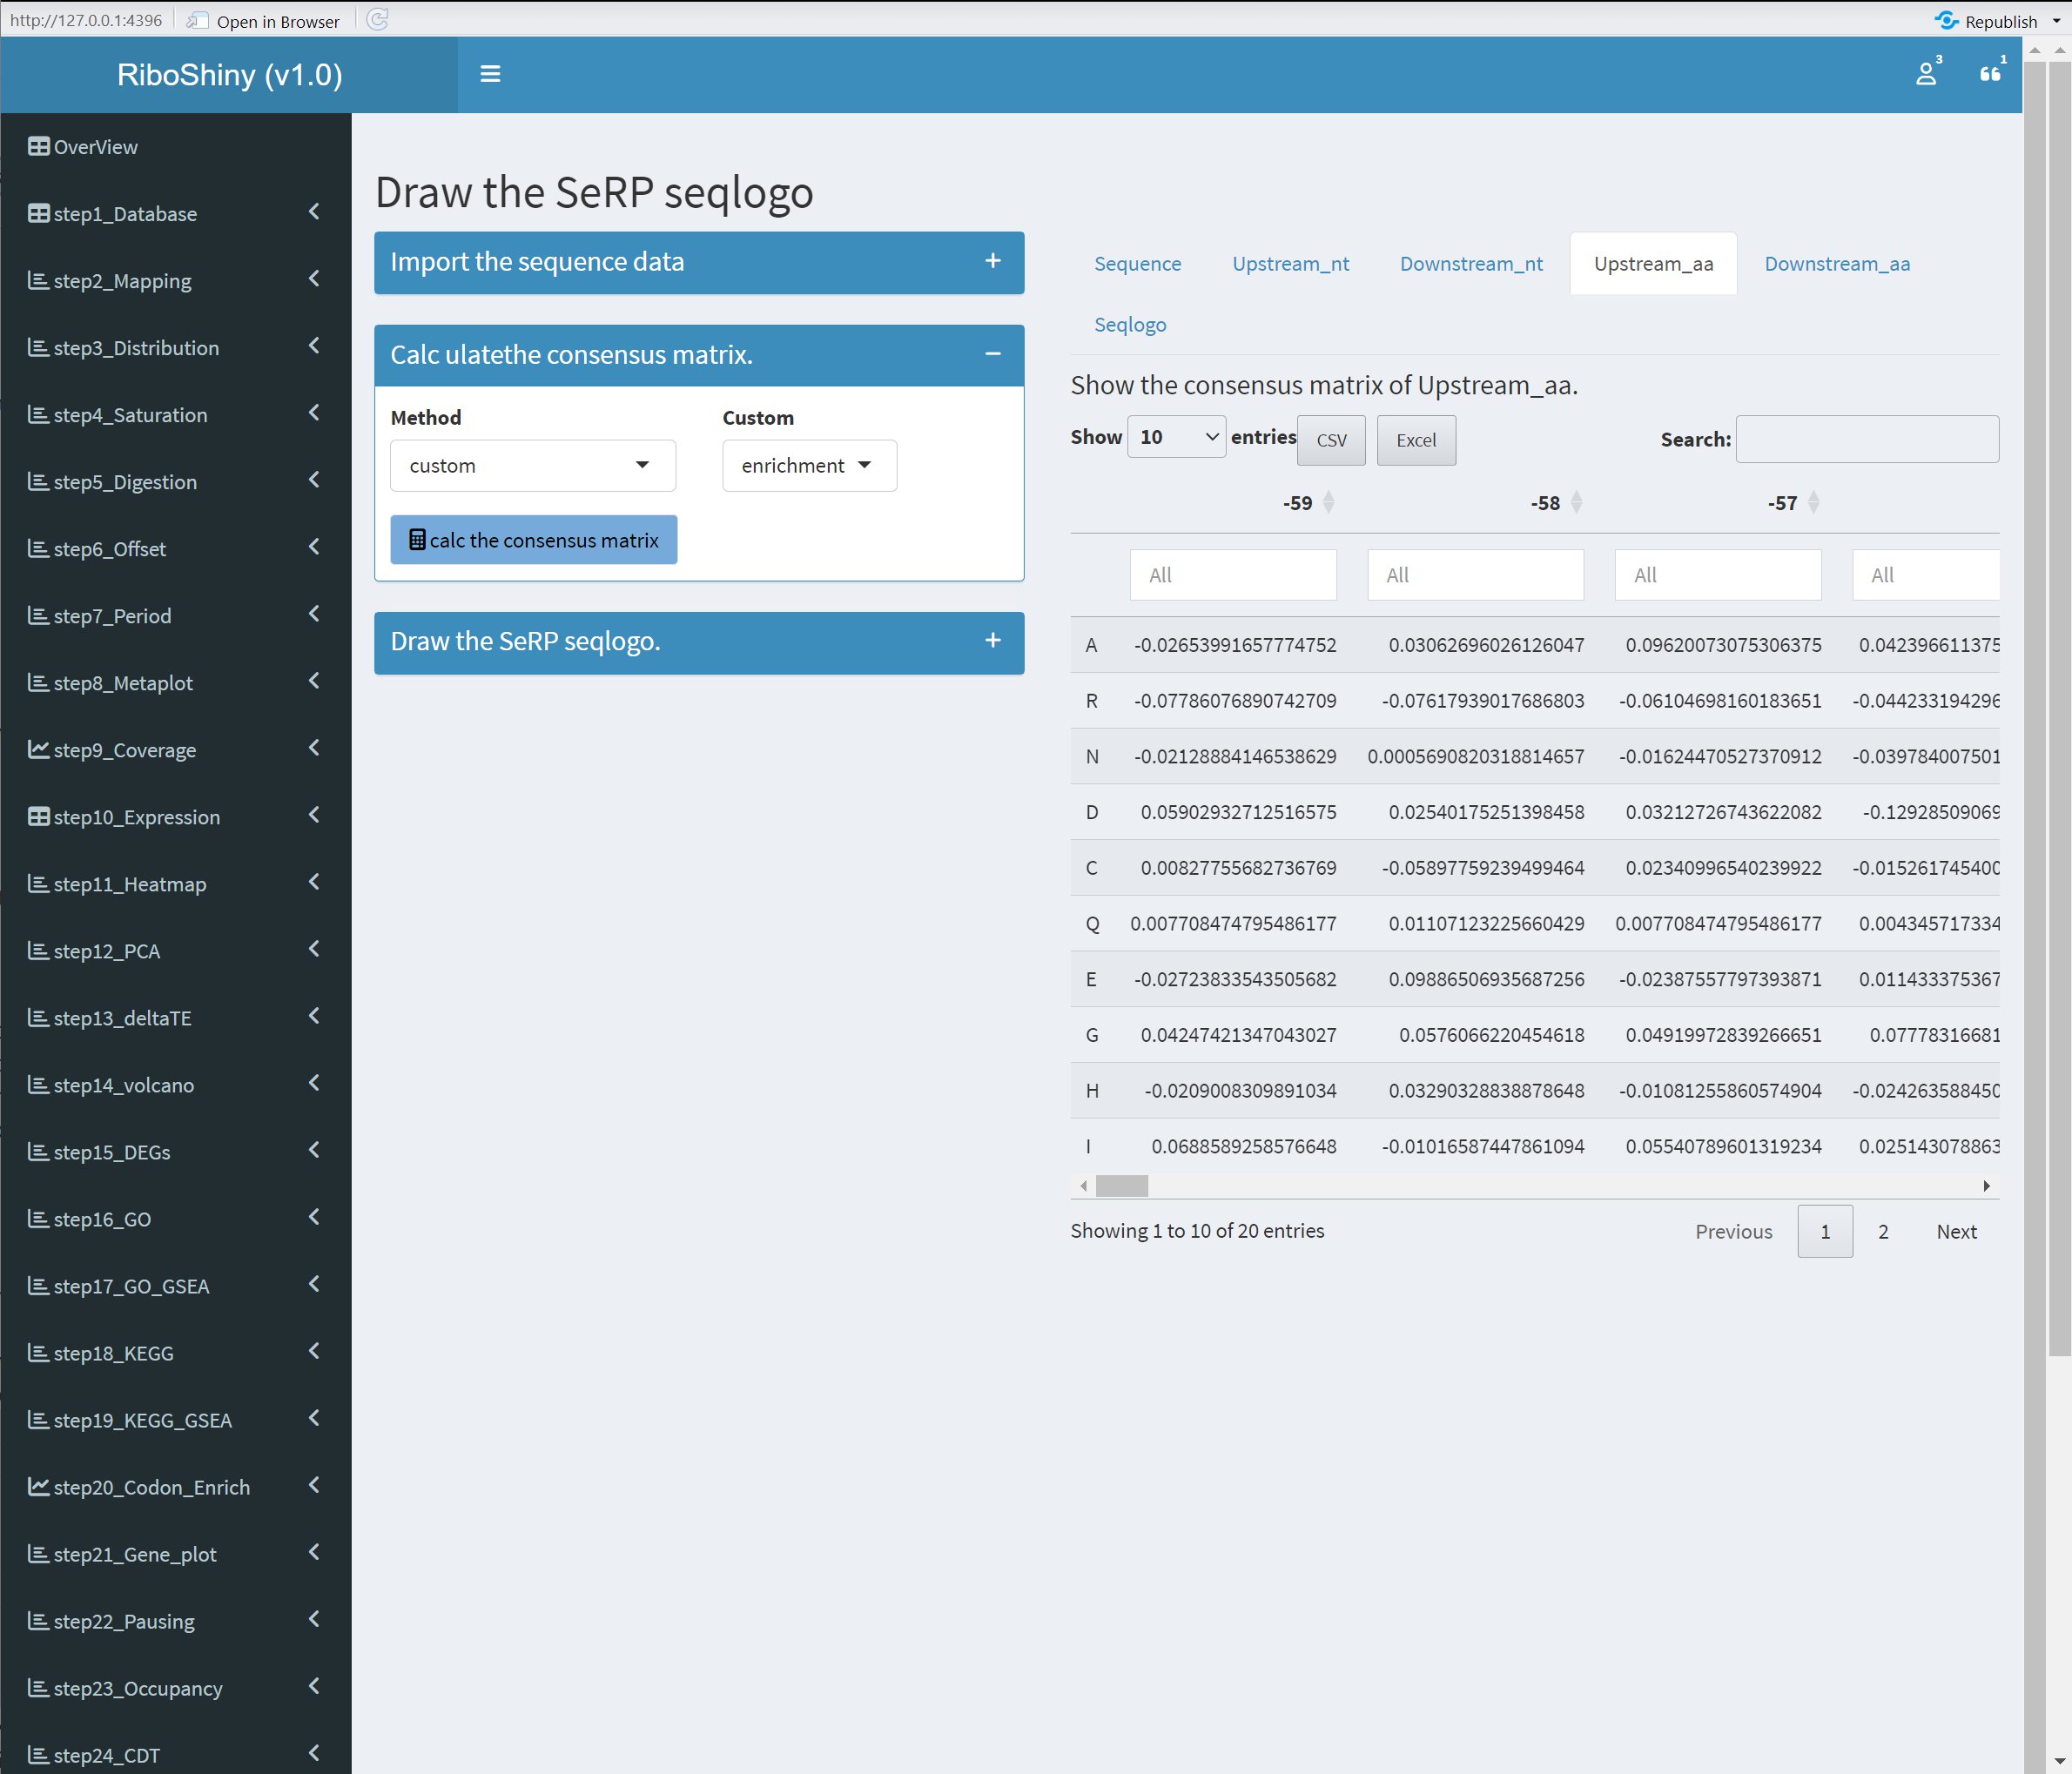 http://127.0.0.1:4396 Open in Browser Republish
RiboShiny (v1.0) 3 1
OverView
step1_Database
step2_Mapping
step3_Distribution
step4_Saturation
step5_Digestion
step6_Offset
step7_Period
step8_Metaplot
step9_Coverage
step10_Expression
step11_Heatmap
step12_PCA
step13_deltaTE
step14_volcano
step15_DEGs
step16_GO
step17_GO_GSEA
step18_KEGG
step19_KEGG_GSEA
step20_Codon_Enrich
step21_Gene_plot
step22_Pausing
step23_Occupancy
step24_CDT
Draw the SeRP seqlogo
Import the sequence data
Calc ulatethe consensus matrix.
Method Custom
custom enrichment
calc the consensus matrix
Draw the SeRP seqlogo.
Sequence Upstream_nt Downstream_nt Upstream_aa Downstream_aa
Seqlogo
Show the consensus matrix of Upstream_aa.
Show 10 entries CSV Excel Search:
-59 -58 -57
All All All All
A -0.02653991657774752 0.03062696026126047 0.09620073075306375 0.042396611375
R -0.07786076890742709 -0.07617939017686803 -0.06104698160183651 -0.044233194296
N -0.02128884146538629 0.0005690820318814657 -0.01624470527370912 -0.039784007501
D 0.05902932712516575 0.02540175251398458 0.03212726743622082 -0.12928509069
C 0.00827755682736769 -0.05897759239499464 0.02340996540239922 -0.015261745400
Q 0.007708474795486177 0.01107123225660429 0.007708474795486177 0.004345717334
E -0.02723833543505682 0.09886506935687256 -0.02387557797393871 0.011433375367
G 0.04247421347043027 0.0576066220454618 0.04919972839266651 0.07778316681
H -0.0209008309891034 0.03290328838878648 -0.01081255860574904 -0.024263588450
I 0.0688589258576648 -0.01016587447861094 0.05540789601319234 0.025143078863
Showing 1 to 10 of 20 entries Previous 1 2 Next